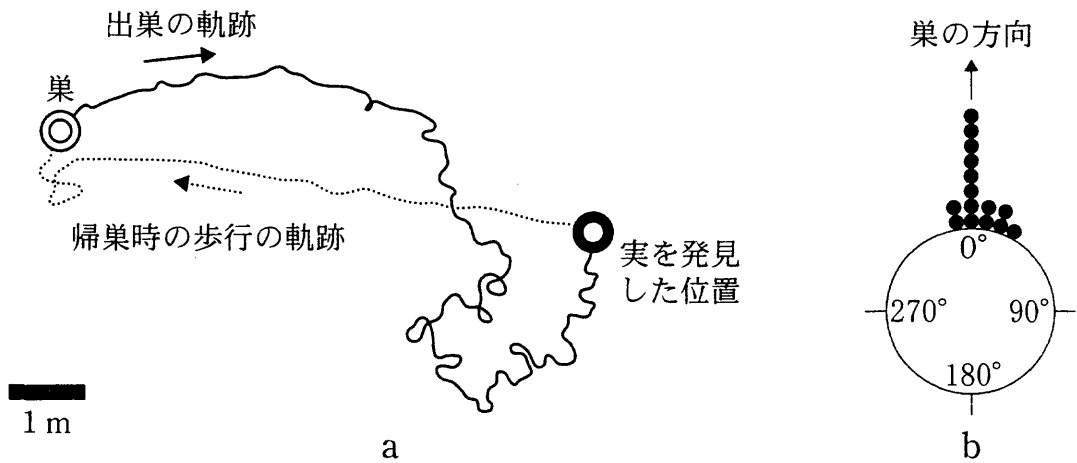 出巣の軌跡
巣
帰巣時の歩行の軌跡
実を発見
した位置
1 m
a
巣の方向
0°
270°
90°
180°
b